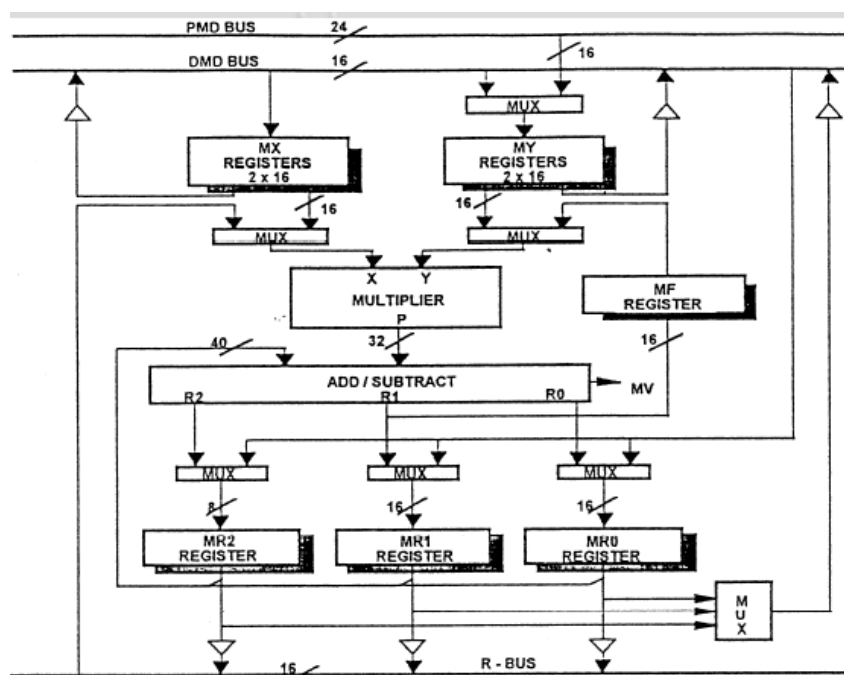 PMD BUS 24
16
DMD BUS 16
MUX
MX
REGISTERS
2 x 16
MY
REGISTERS
2 x 16
16
16
MUX
MUX
X Y
MULTIPLIER
P
MF
REGISTER
40
32
16
ADD / SUBTRACT
R2 R1 R0
MV
MUX
MUX
MUX
8
16
16
MR2
REGISTER
MR1
REGISTER
MR0
REGISTER
M
U
X
16
R - BUS